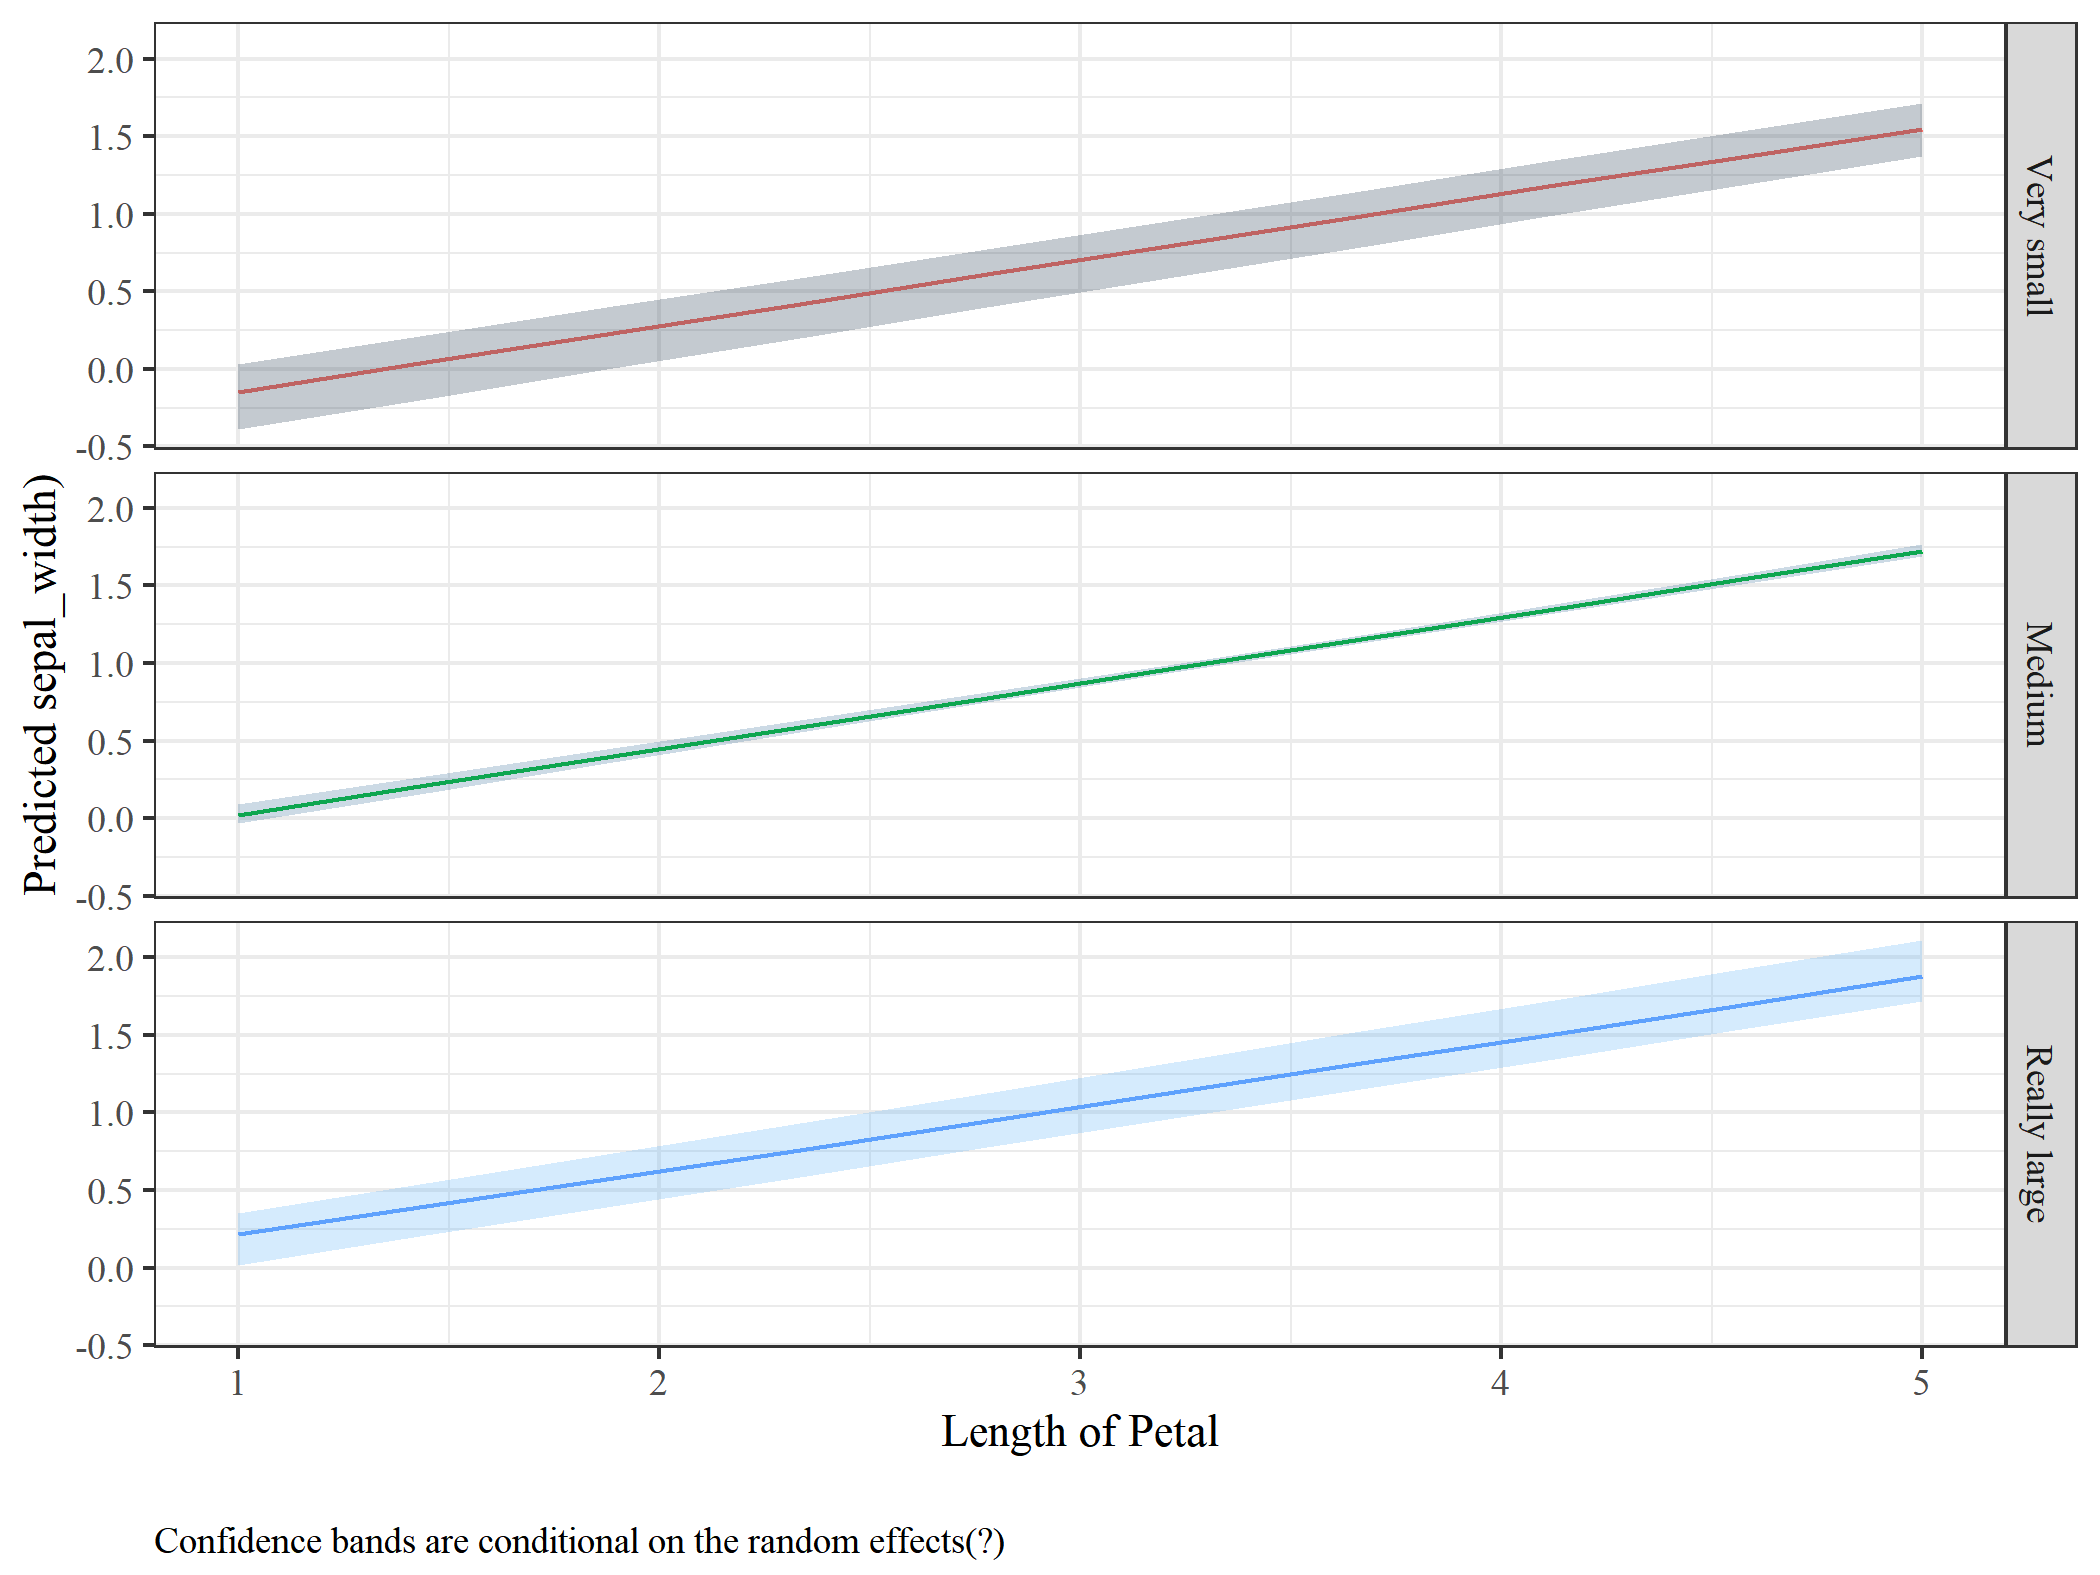 2.0
1.5
1.0
0.5
0.0
-0.5
Very small
2.0
1.5
1.0
0.5
0.0
-0.5
Medium
2.0
1.5
1.0
0.5
0.0
-0.5
Really large
Predicted sepal_width)
1 2 3 4 5
Length of Petal
Confidence bands are conditional on the random effects(?)